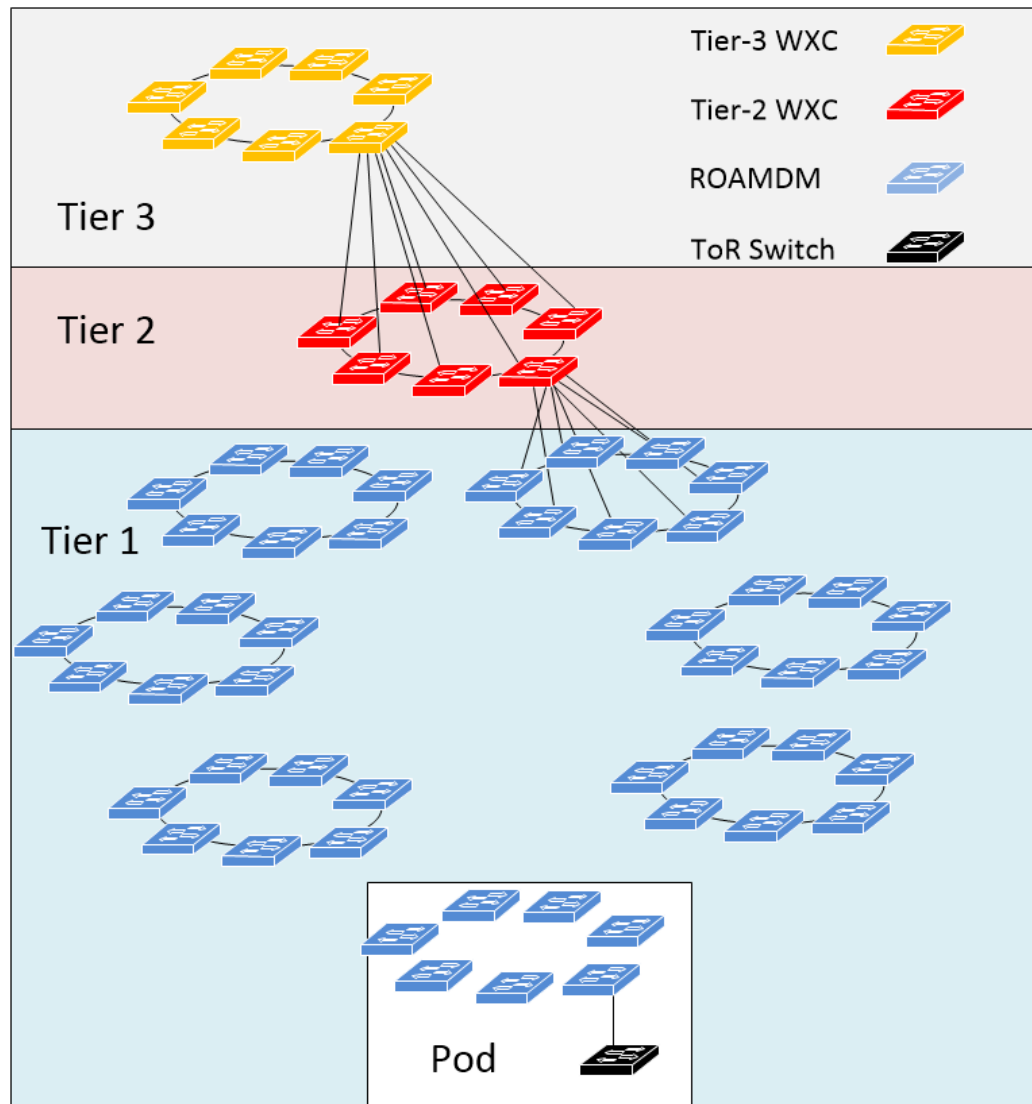 Tier-3 WXC
Tier-2 WXC
ROAMDM
ToR Switch
Tier 3
Tier 2
Tier 1
Pod